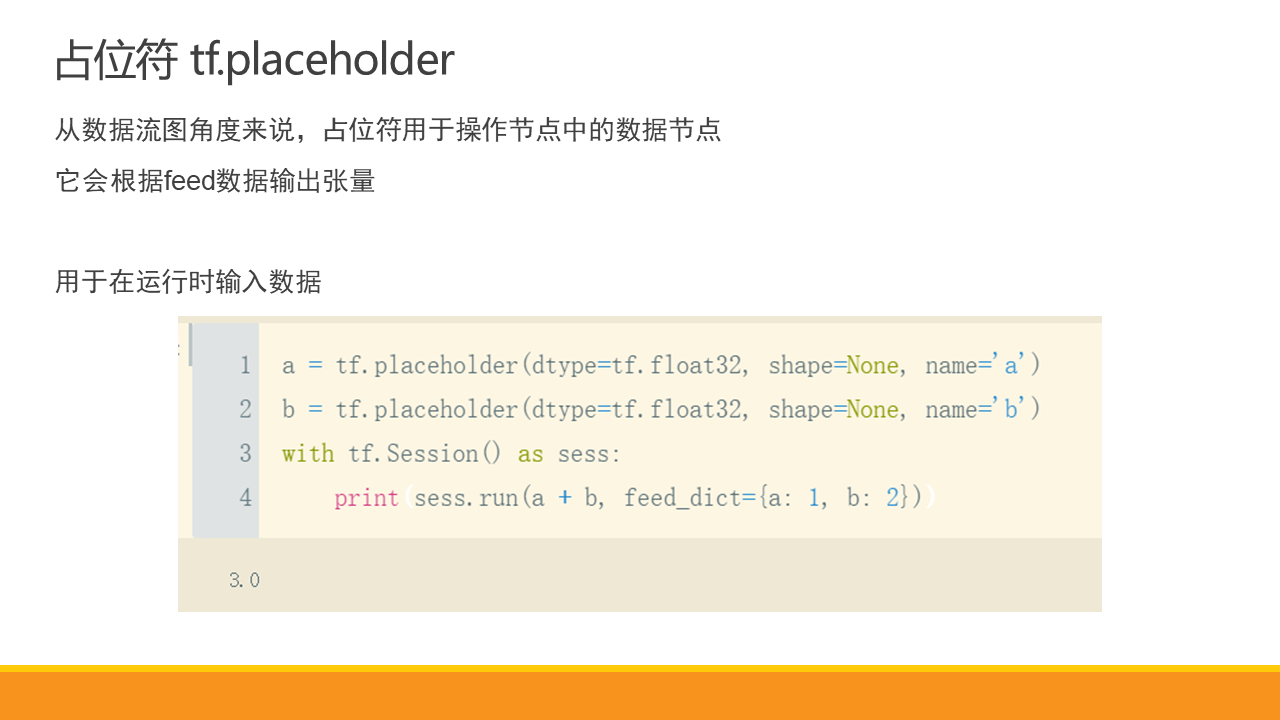 占位符 tf.placeholder
从数据流图角度来说，占位符用于操作节点中的数据节点
它会根据feed数据输出张量
用于在运行时输入数据
1 a = tf.placeholder(dtype=tf.float32, shape=None, name='a')
2 b = tf.placeholder(dtype=tf.float32, shape=None, name='b')
3 with tf.Session() as sess:
4     print(sess.run(a + b, feed_dict={a: 1, b: 2}))
3.0